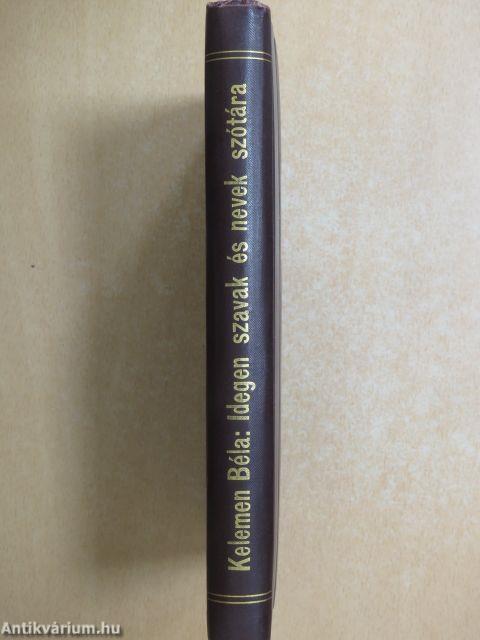 Kelemen Béla: Idegen szavak és nevek szótára
Antikvárium.hu